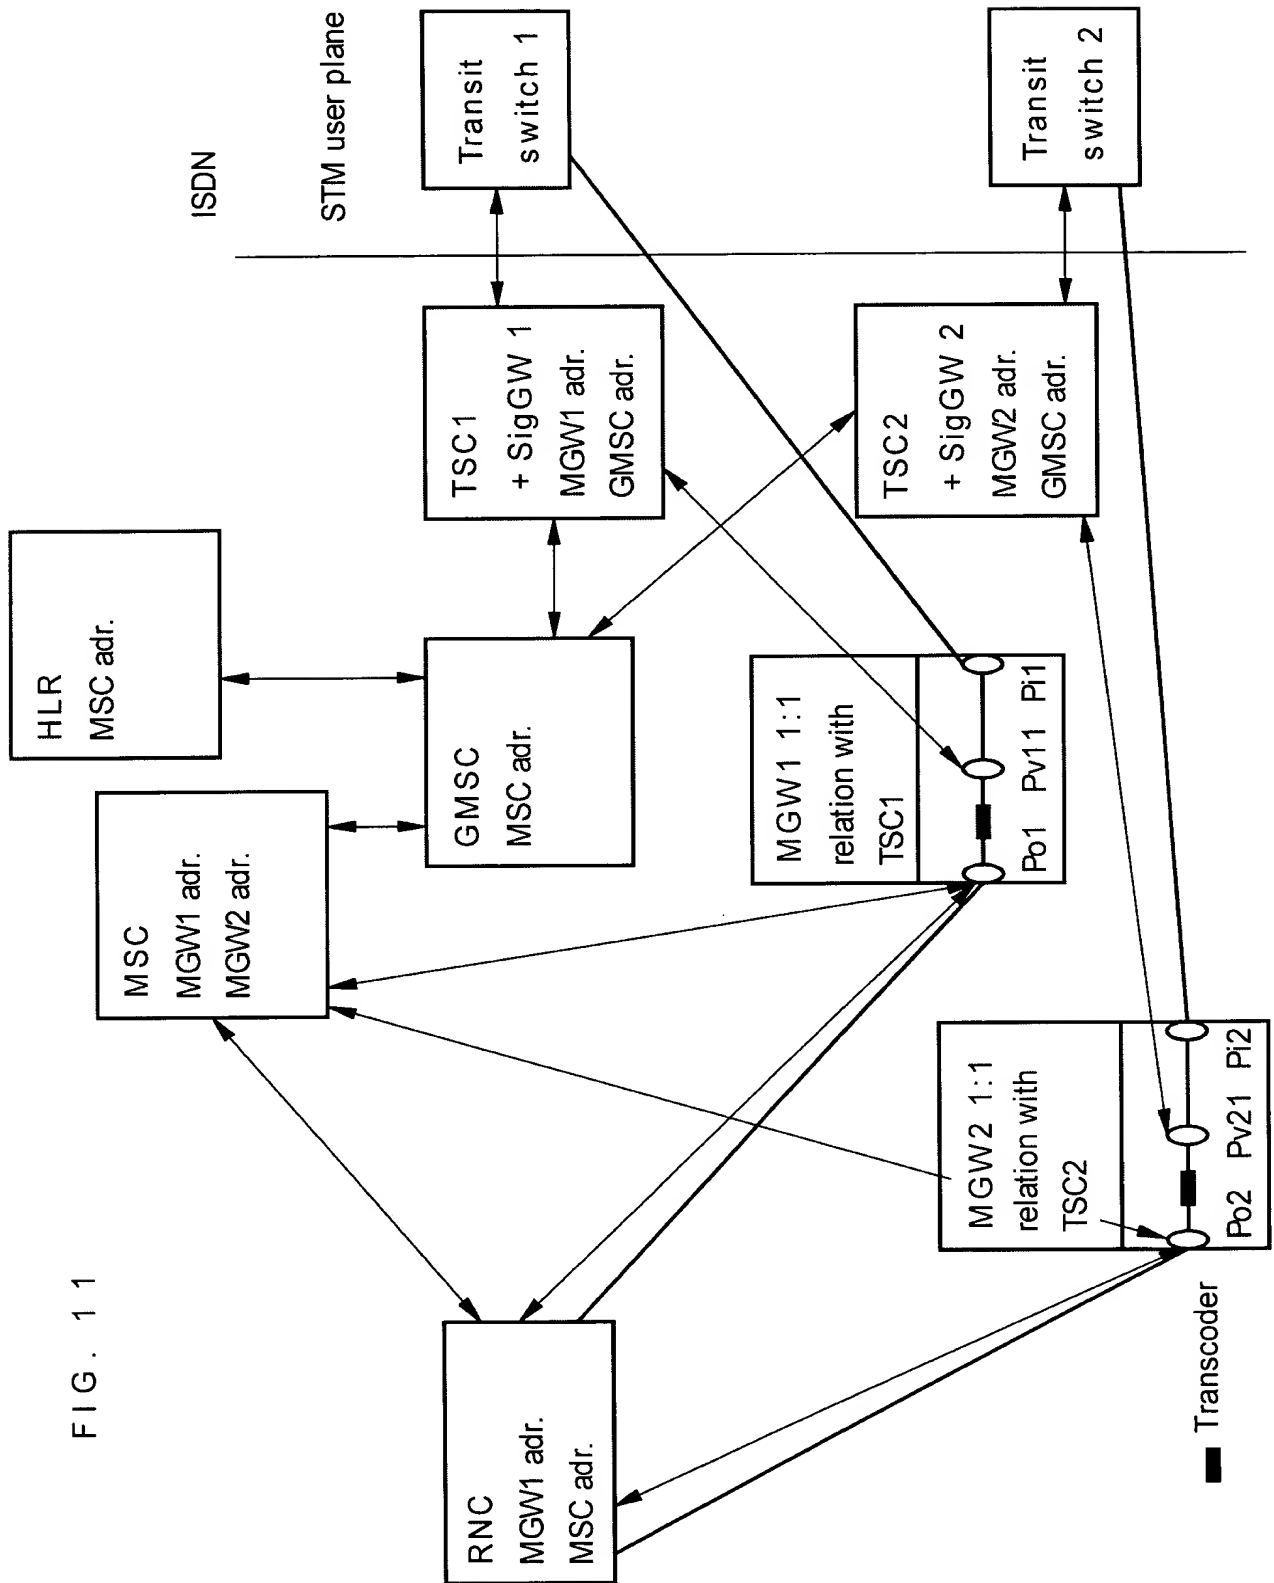 FIG. 11
HLR
MSC adr.
ISDN
STM user plane
MSC
MGW1 adr.
MGW2 adr.
GMSC
MSC adr.
TSC1
+ SigGW 1
MGW1 adr.
GMSC adr.
Transit
switch 1
RNC
MGW1 adr.
MSC adr.
MGW1 1:1
relation with
TSC1
Po1 Pv11 Pi1
TSC2
+ SigGW 2
MGW2 adr.
GMSC adr.
Transit
switch 2
MGW2 1:1
relation with
TSC2
Po2 Pv21 Pi2
Transcoder